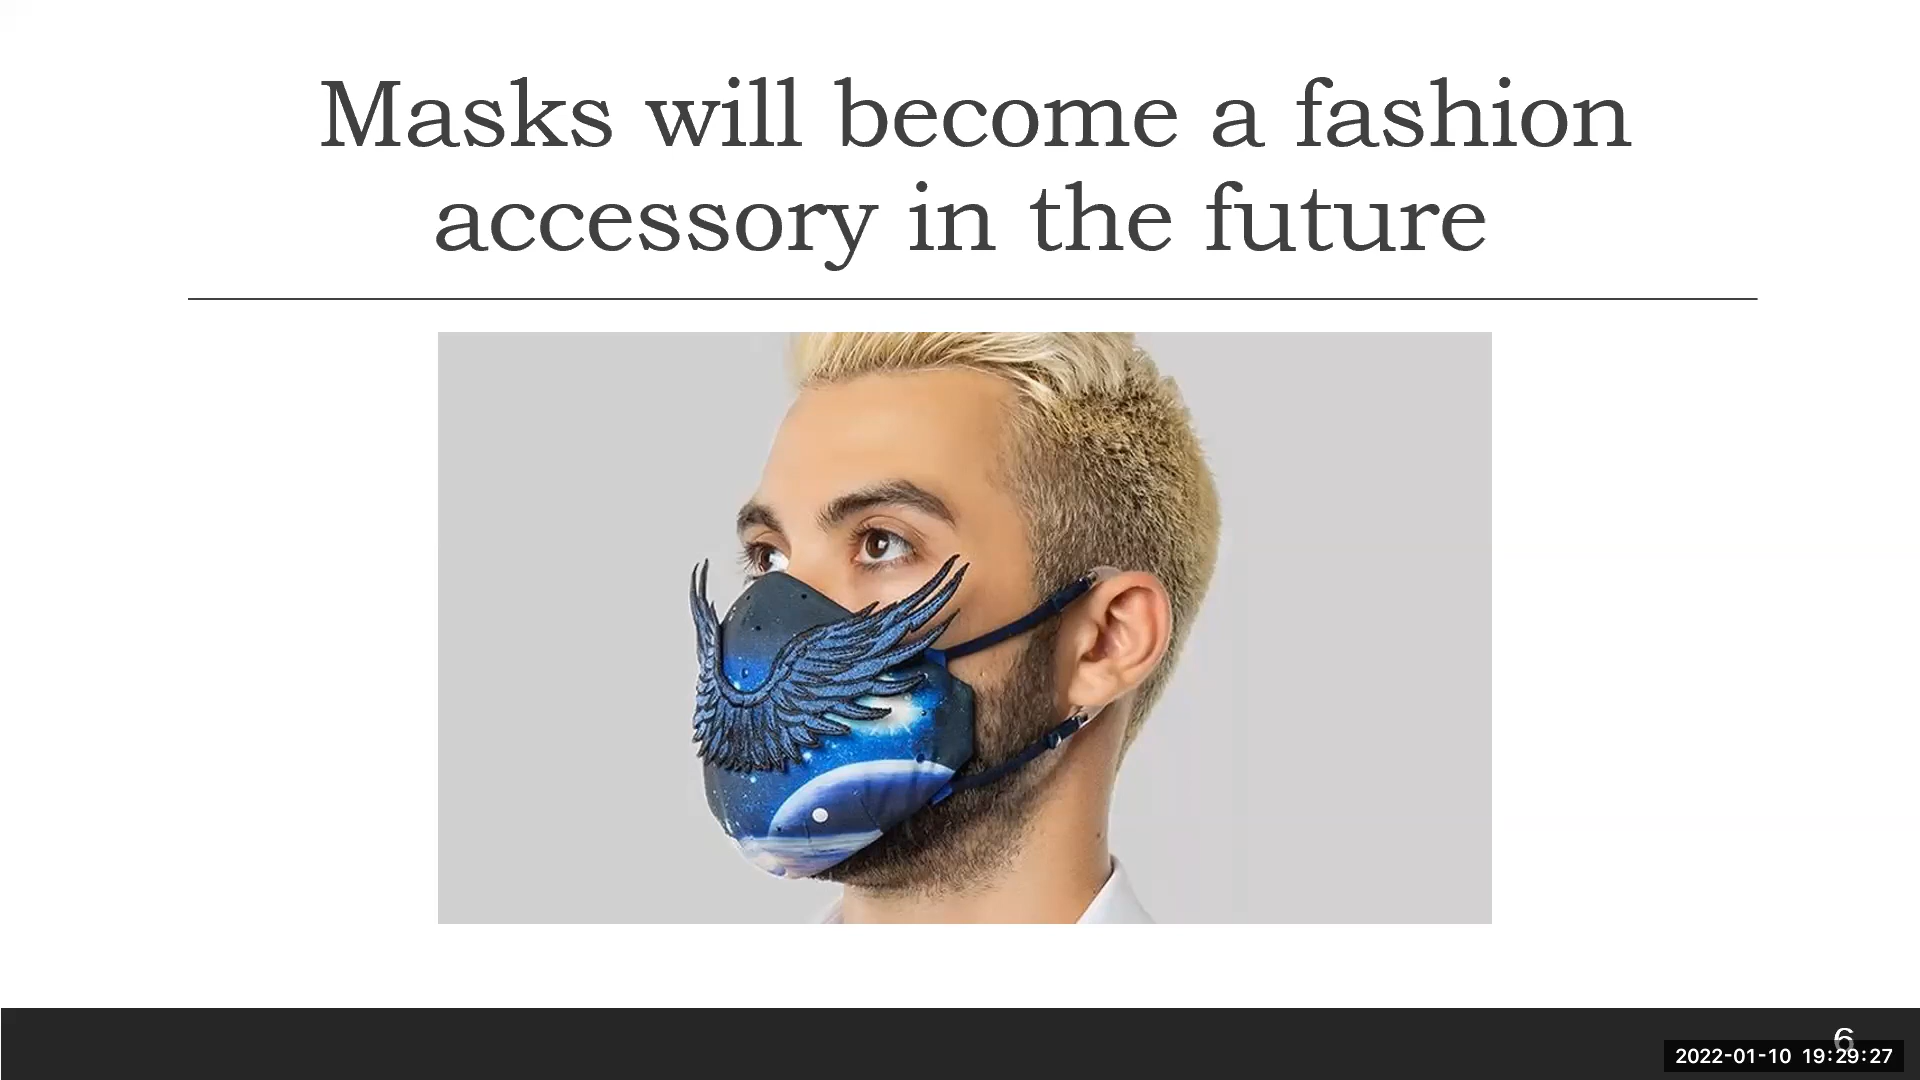 Masks will become a fashion
accessory in the future
6
2022-01-10 19:29:27